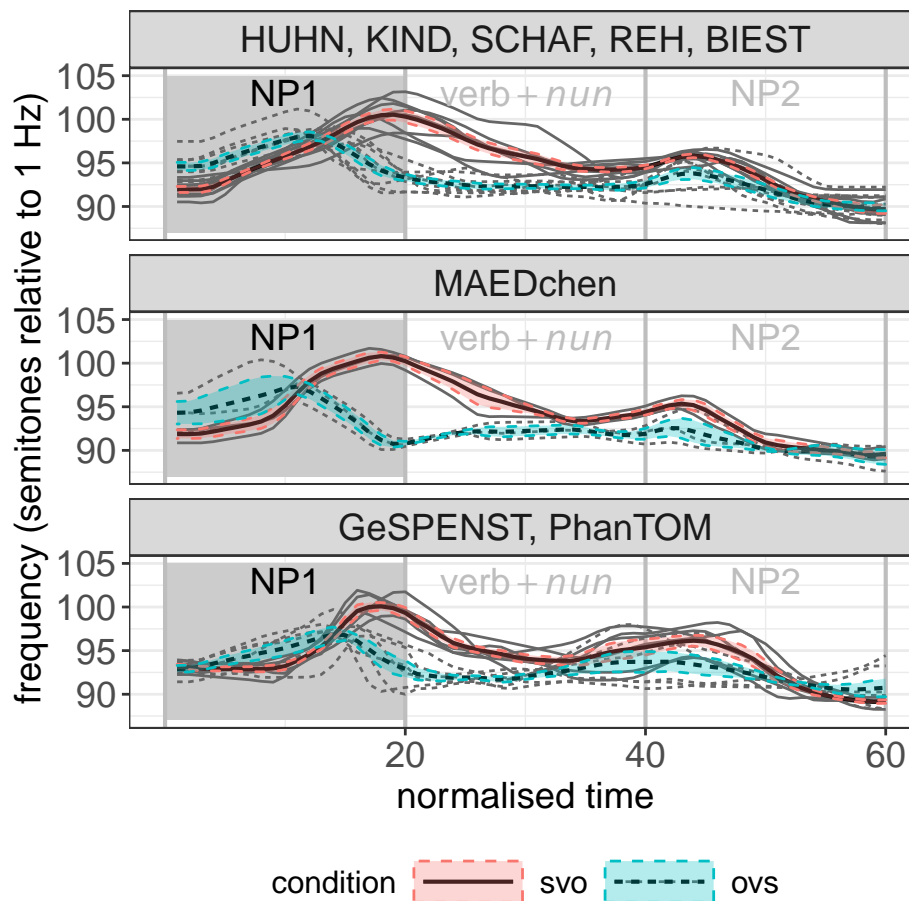 HUHN, KIND, SCHAF, REH, BIEST
105
100
95
90
NP1
verb + nun
NP2
MAEDchen
105
100
95
90
NP1
verb + nun
NP2
GeSPENST, PhanTOM
105
100
95
90
NP1
verb + nun
NP2
frequency (semitones relative to 1 Hz)
20 40 60
normalised time
condition svo ovs